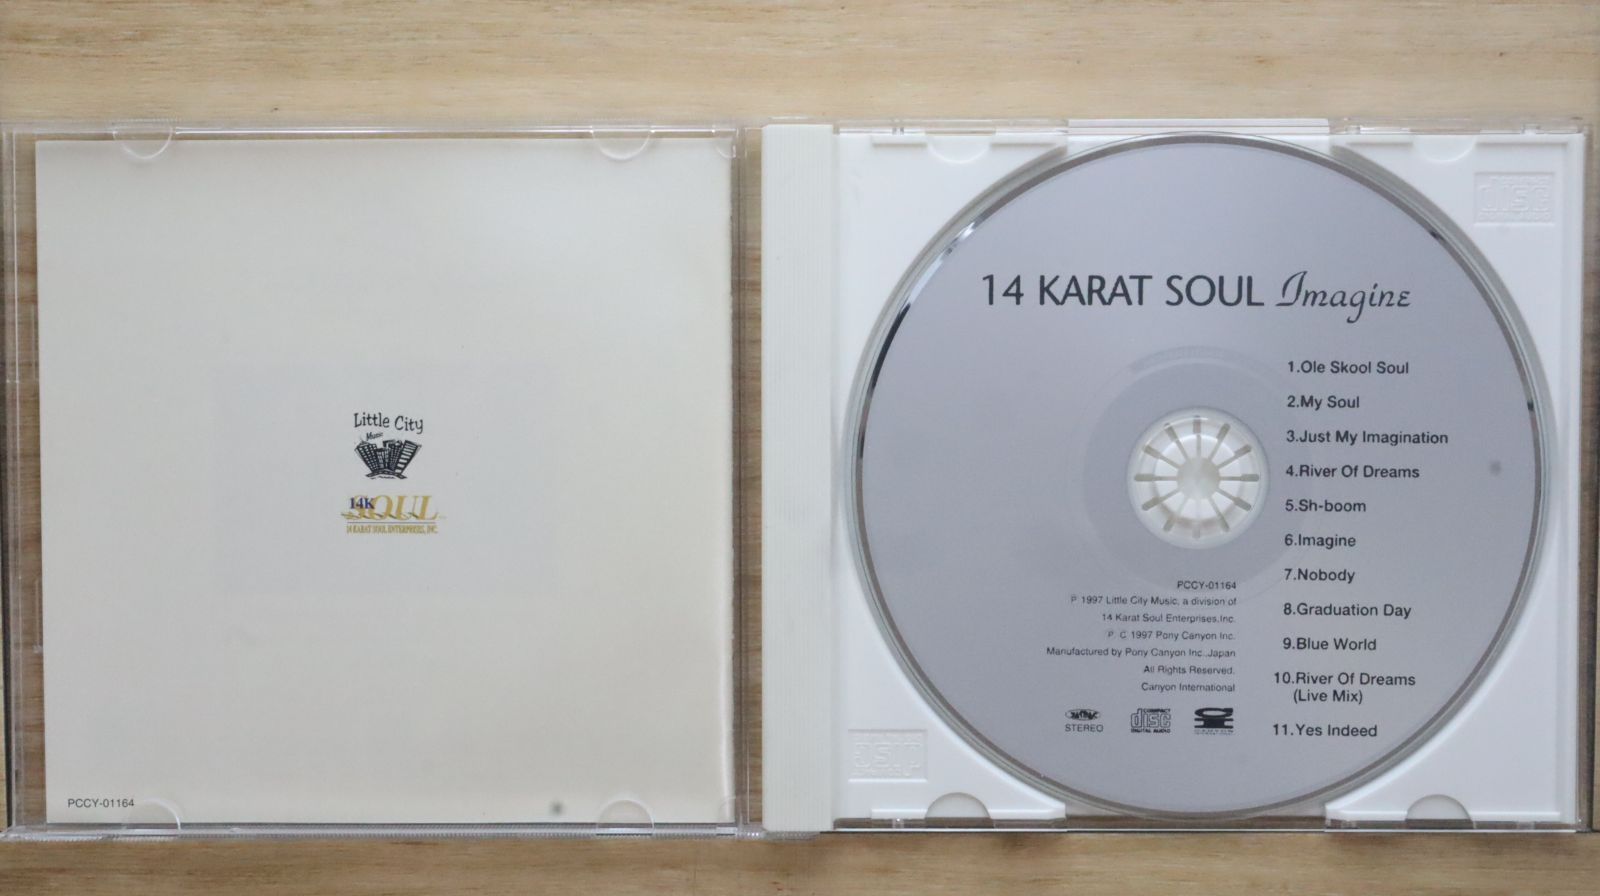 Little City
Music
14K SOUL
14 KARAT SOUL ENTERPRISES, INC.
PCCY-01164
14 KARAT SOUL Imagine
1.Ole Skool Soul
2.My Soul
3.Just My Imagination
4.River Of Dreams
5.Sh-boom
6.Imagine
7.Nobody
8.Graduation Day
9.Blue World
10.River Of Dreams
(Live Mix)
11.Yes Indeed
PCCY-01164
℗ 1997 Little City Music, a division of
14 Karat Soul Enterprises,Inc.
℗ © 1997 Pony Canyon Inc.
Manufactured by Pony Canyon Inc.,Japan
All Rights Reserved.
Canyon International
STEREO
COMPACT
disc
DIGITAL AUDIO